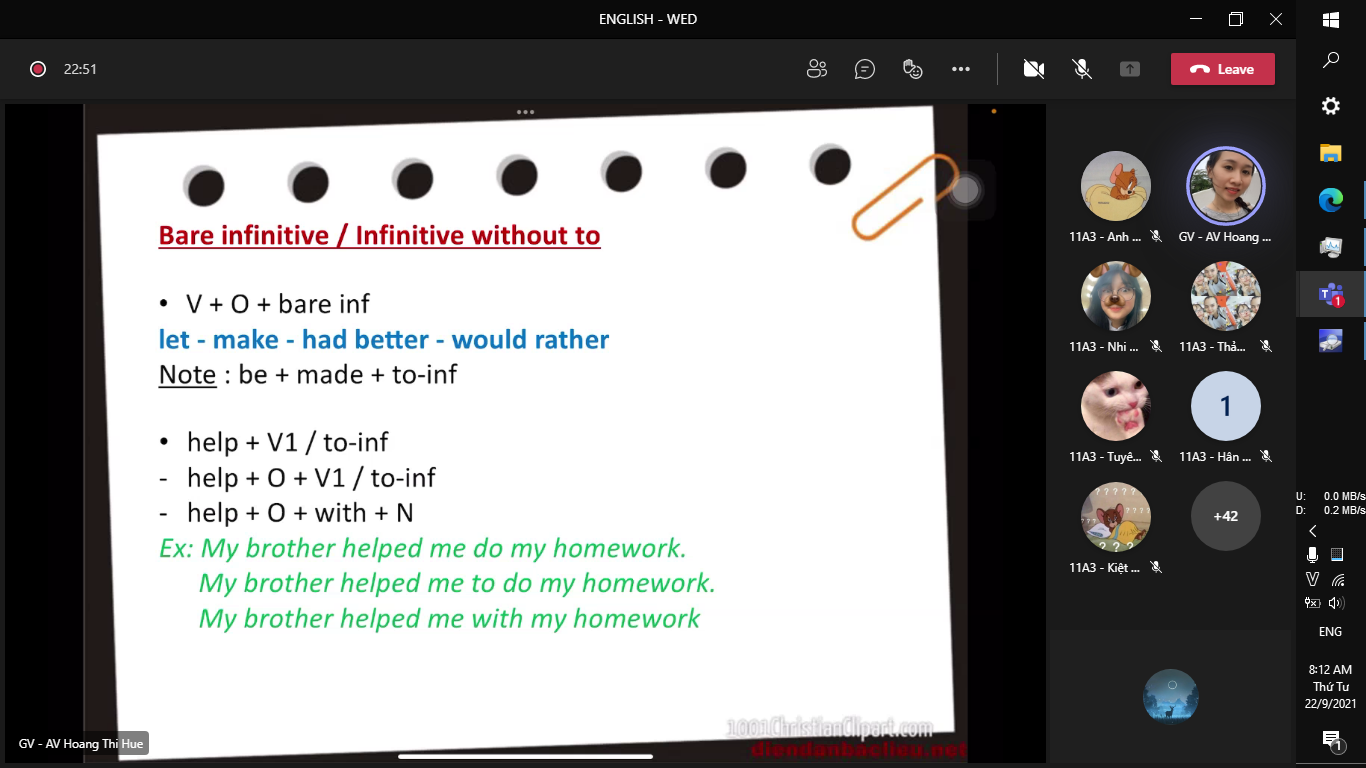 ENGLISH - WED
22:51
Leave
Bare infinitive / Infinitive without to
• V + O + bare inf
let - make - had better - would rather
Note : be + made + to-inf
• help + V1 / to-inf
- help + O + V1 / to-inf
- help + O + with + N
Ex: My brother helped me do my homework.
My brother helped me to do my homework.
My brother helped me with my homework
1001ChristianClipart.com
diendanbaclieu.net
GV - AV Hoang Thi Hue
11A3 - Anh ...
GV - AV Hoang ...
11A3 - Nhi ...
11A3 - Thả...
11A3 - Tuyê...
1
11A3 - Hân ...
? ? ? ? ?
? ? ?
11A3 - Kiệt ...
+42
T
1
U: 0.0 MB/s
D: 0.2 MB/s
V
ENG
8:12 AM
Thứ Tư
22/9/2021
1